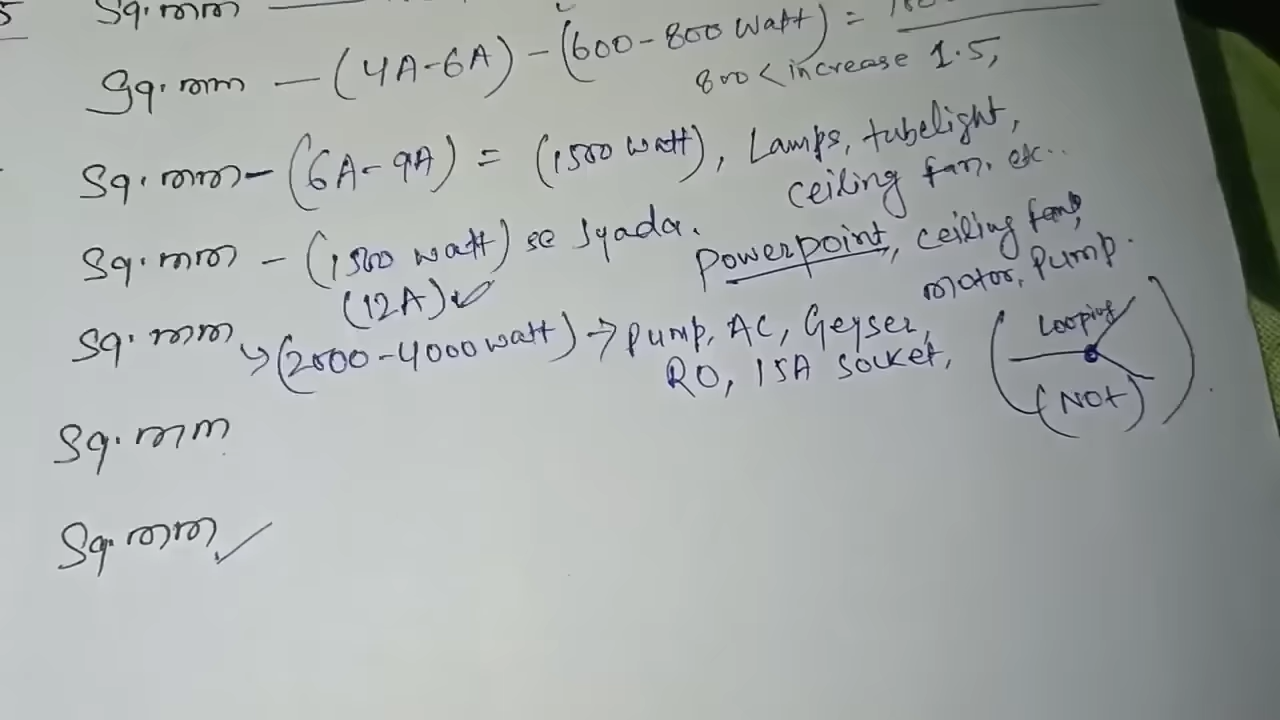 5 Sq.mm
Sq.mm — (4A-6A) - (600-800 Watt) =
800 < increase 1.5,
Sq.mm - (6A-9A) = (1500 watt), Lamps, tubelight,
ceiling fan. etc..
Sq.mm - (1500 watt) se Jyada.
Powerpoint, ceiling fans,
(12A) ✓
motor, Pump.
Sq.mm → (2500-4000 watt) → Pump, AC, Geyser,
RO, 15A socket,
(Looping
(Not))
Sq.mm
Sq.mm ✓